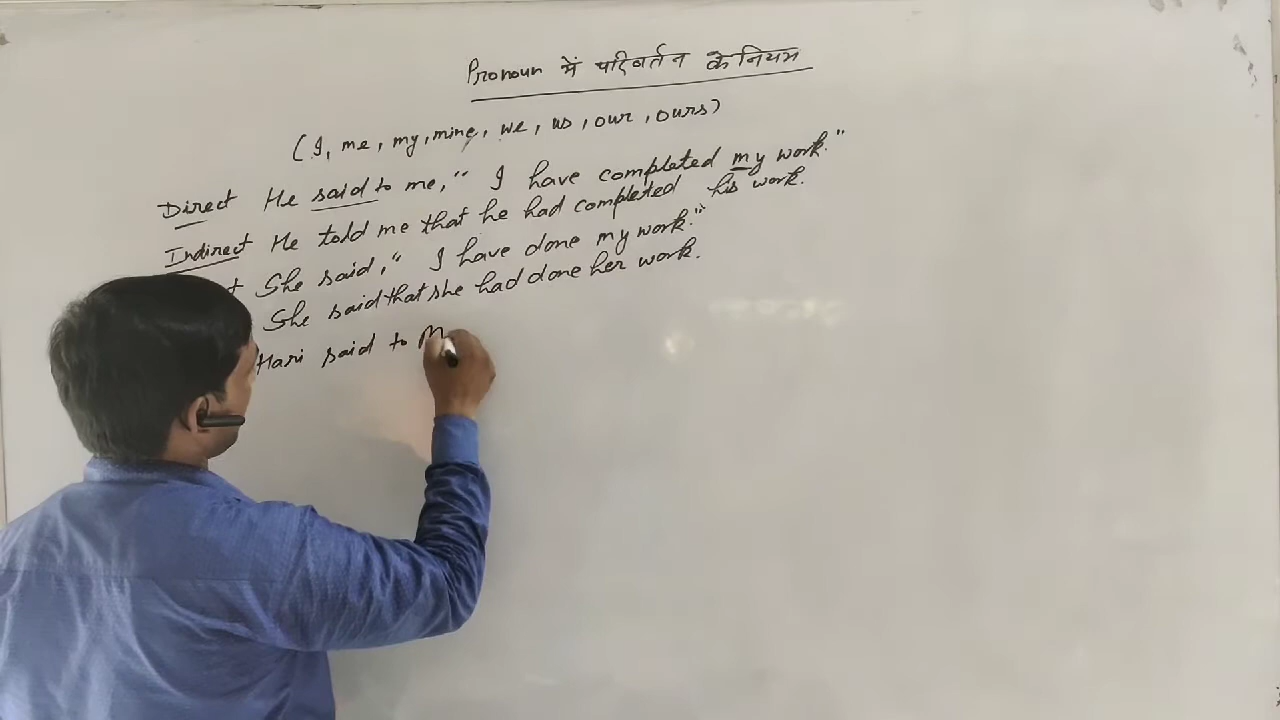 Pronoun में परिवर्तन के नियम
(I, me, my, mine, we, us, our, ours)
Direct He said to me, " I have completed my work."
Indirect He told me that he had completed his work.
She said, " I have done my work."
She said that she had done her work.
Hari said to M